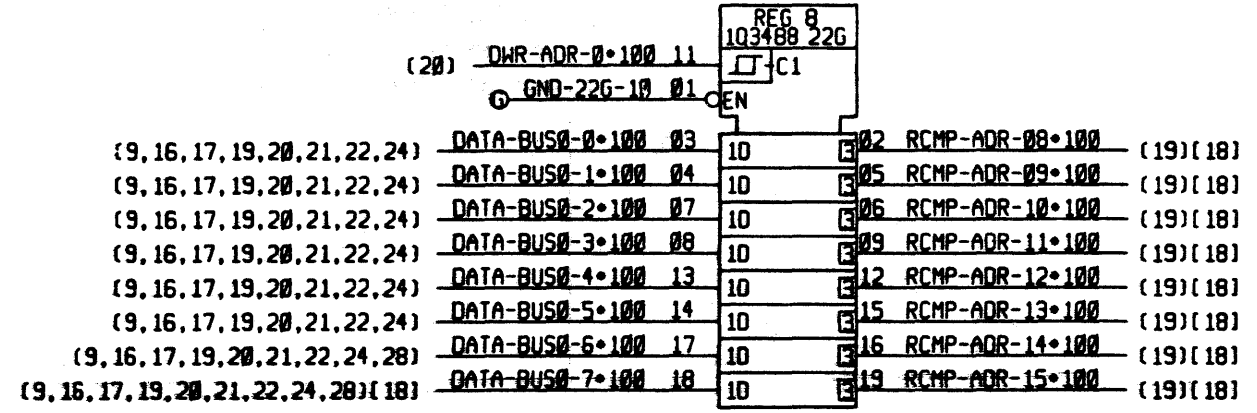 REG 8
1Q3488 22G
(20) DWR-ADR-0•100 11 C1
G GND-22G-10 01 EN
(9,16,17,19,20,21,22,24) DATA-BUS0-0•100 03 1D 3 02 RCMP-ADR-08•100 (19)[18]
(9,16,17,19,20,21,22,24) DATA-BUS0-1•100 04 1D 3 05 RCMP-ADR-09•100 (19)[18]
(9,16,17,19,20,21,22,24) DATA-BUS0-2•100 07 1D 3 06 RCMP-ADR-10•100 (19)[18]
(9,16,17,19,20,21,22,24) DATA-BUS0-3•100 08 1D 3 09 RCMP-ADR-11•100 (19)[18]
(9,16,17,19,20,21,22,24) DATA-BUS0-4•100 13 1D 3 12 RCMP-ADR-12•100 (19)[18]
(9,16,17,19,20,21,22,24) DATA-BUS0-5•100 14 1D 3 15 RCMP-ADR-13•100 (19)[18]
(9,16,17,19,20,21,22,24,28) DATA-BUS0-6•100 17 1D 3 16 RCMP-ADR-14•100 (19)[18]
(9,16,17,19,20,21,22,24,28)[18] DATA-BUS0-7•100 18 1D 3 19 RCMP-ADR-15•100 (19)[18]